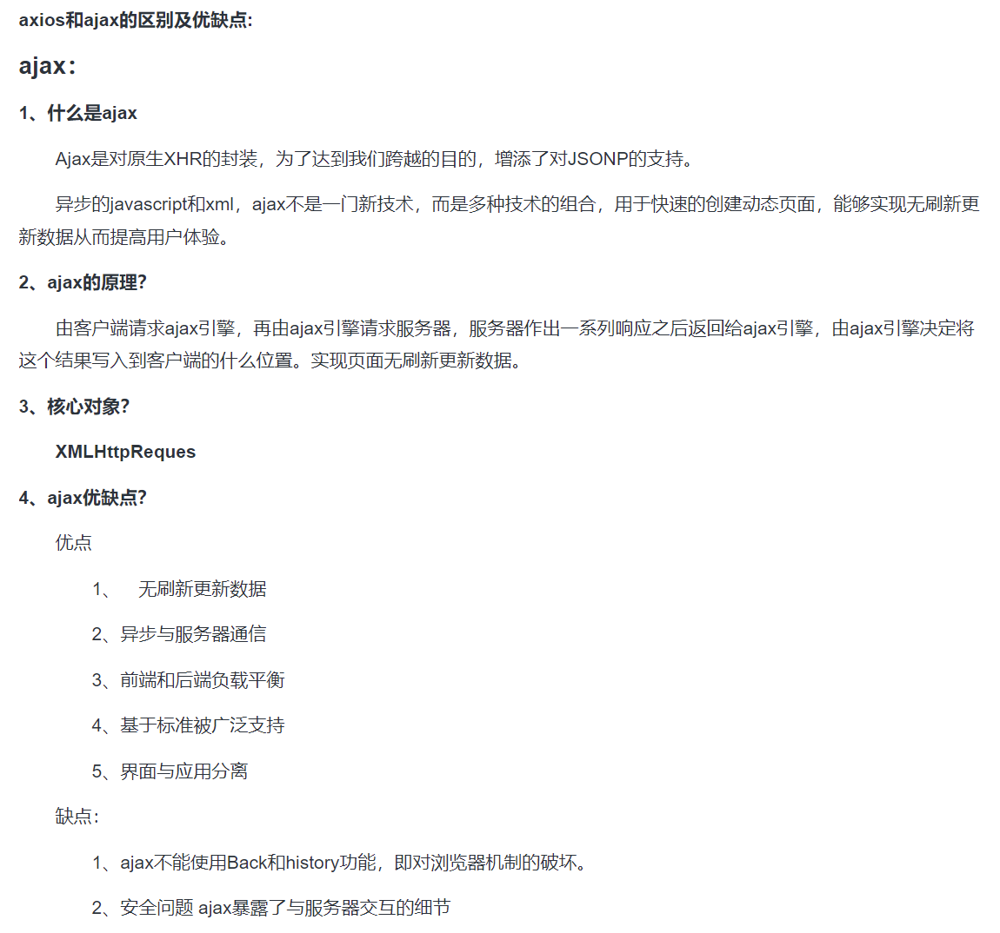 axios和ajax的区别及优缺点:
ajax：
1、什么是ajax
Ajax是对原生XHR的封装，为了达到我们跨越的目的，增添了对JSONP的支持。
异步的javascript和xml，ajax不是一门新技术，而是多种技术的组合，用于快速的创建动态页面，能够实现无刷新更
新数据从而提高用户体验。
2、ajax的原理？
由客户端请求ajax引擎，再由ajax引擎请求服务器，服务器作出一系列响应之后返回给ajax引擎，由ajax引擎决定将
这个结果写入到客户端的什么位置。实现页面无刷新更新数据。
3、核心对象？
XMLHttpReques
4、ajax优缺点？
优点
1、 无刷新更新数据
2、异步与服务器通信
3、前端和后端负载平衡
4、基于标准被广泛支持
5、界面与应用分离
缺点：
1、ajax不能使用Back和history功能，即对浏览器机制的破坏。
2、安全问题 ajax暴露了与服务器交互的细节